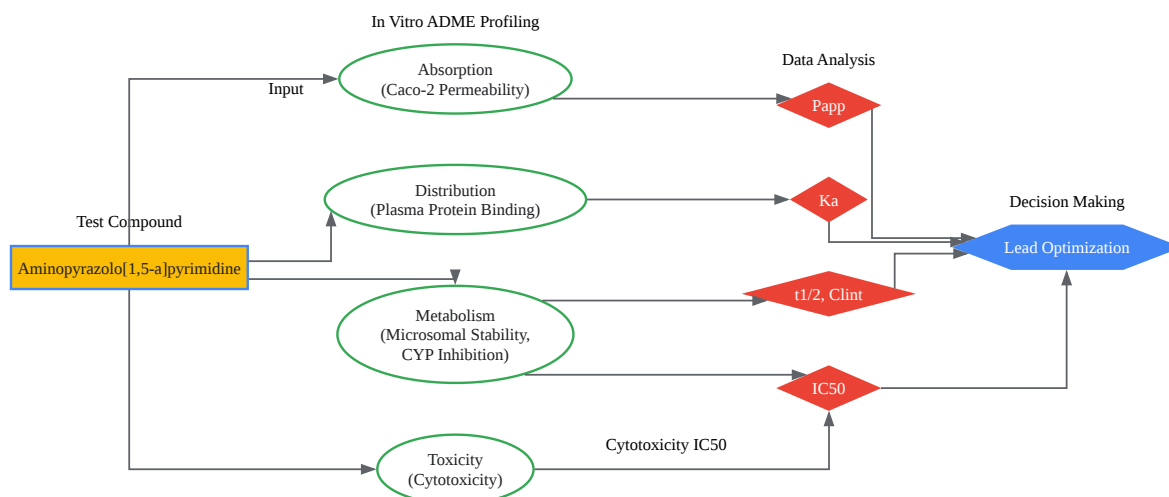 In Vitro ADME Profiling
Absorption
(Caco-2 Permeability)
Input
Data Analysis
Papp
Distribution
(Plasma Protein Binding)
Ka
Test Compound
Aminopyrazolo[1,5-a]pyrimidine
Decision Making
Lead Optimization
Metabolism
(Microsomal Stability,
CYP Inhibition)
t1/2, Clint
IC50
Toxicity
(Cytotoxicity)
Cytotoxicity IC50